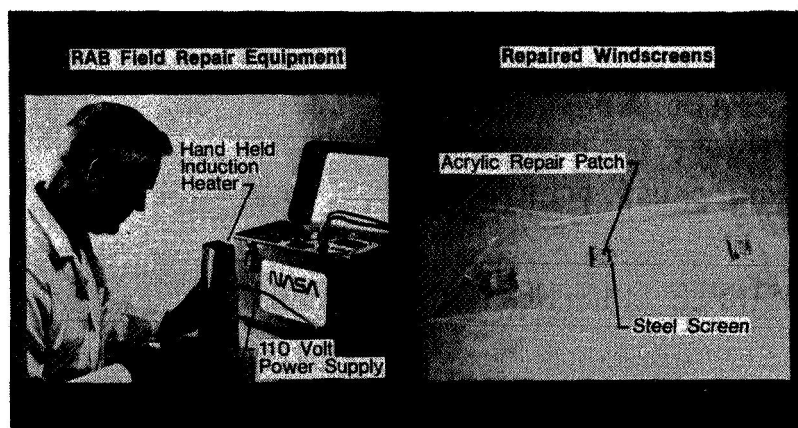 RAB Field Repair Equipment
Hand Held
Induction
Heater
NASA
110 Volt
Power Supply
Repaired Windscreens
Acrylic Repair Patch
Steel Screen